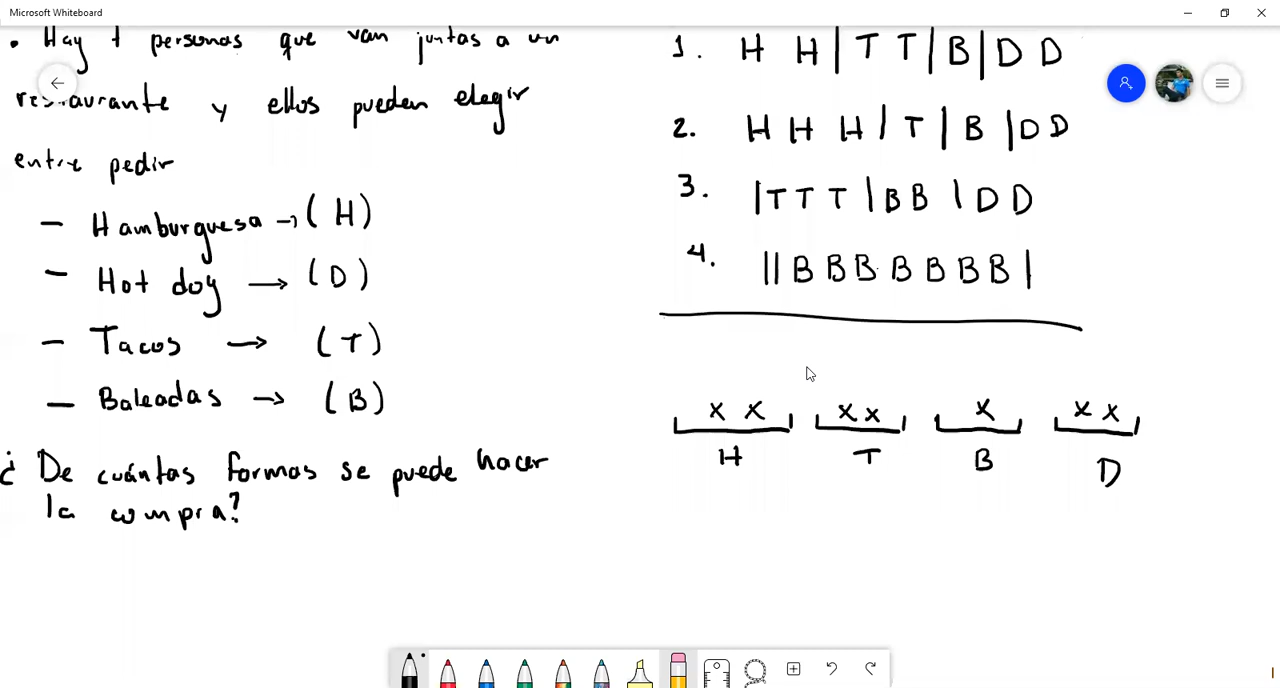 Microsoft Whiteboard
• Hay 7 personas que van juntas a un
restaurante y ellos pueden elegir
entre pedir
- Hamburguesa → (H)
- Hot dog → (D)
- Tacos → (T)
- Baleadas → (B)
¿ De cuántas formas se puede hacer
la compra?
1. H H | T T | B | D D
2. H H H | T | B | D D
3. | T T T | B B | D D
4. | | B B B B B B B |
x x x x x x x
H T B D